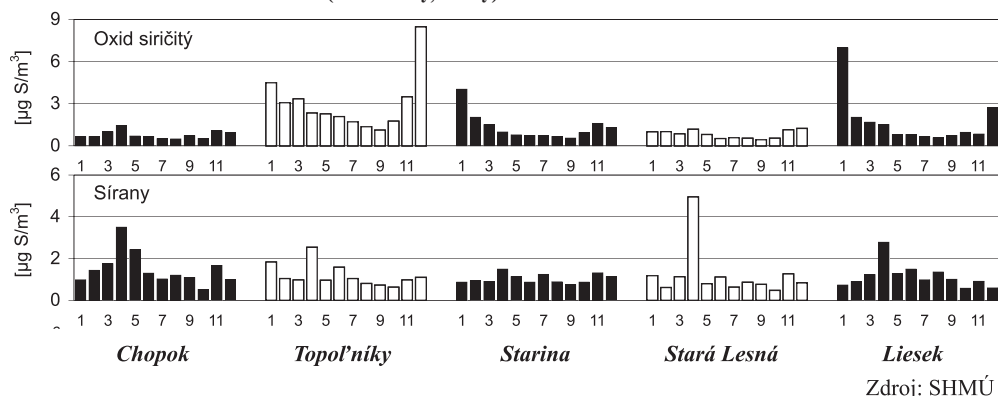 9
Oxid siričitý
6
3
0
[µg S/m³]
1 3 5 7 9 11 1 3 5 7 9 11 1 3 5 7 9 11 1 3 5 7 9 11 1 3 5 7 9 11
6
Sírany
4
2
0
[µg S/m³]
1 3 5 7 9 11 1 3 5 7 9 11 1 3 5 7 9 11 1 3 5 7 9 11 1 3 5 7 9 11
Chopok Topoľníky Starina Stará Lesná Liesek
Zdroj: SHMÚ